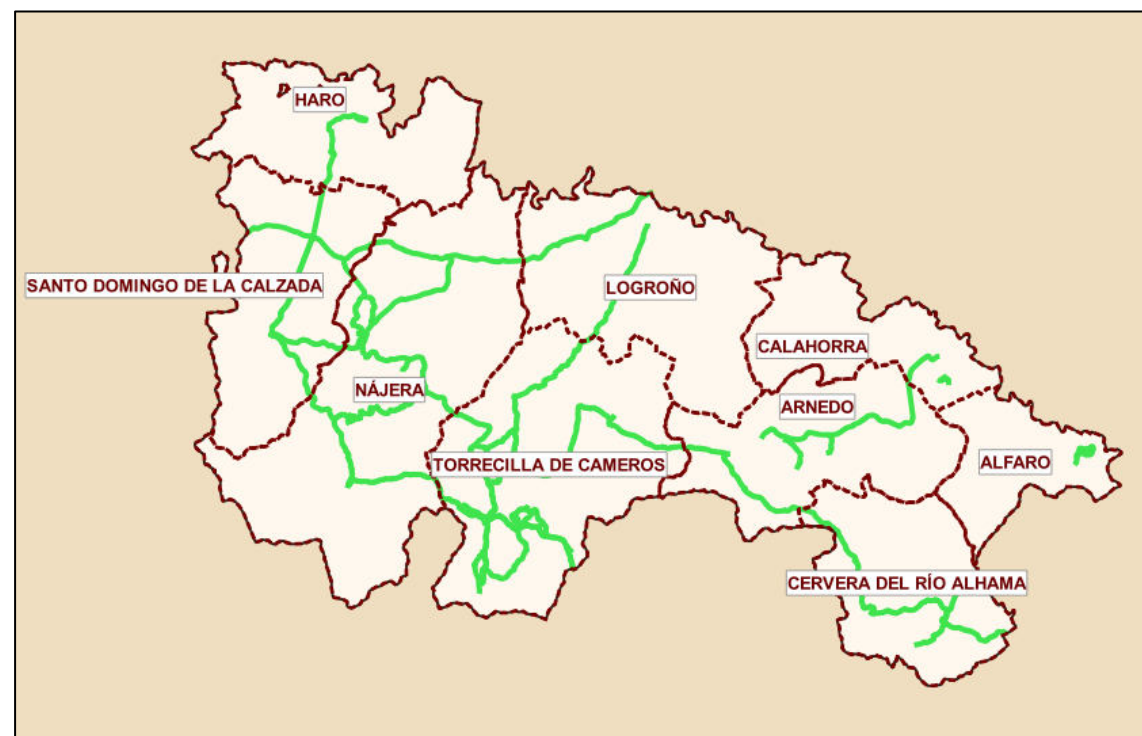 HARO
SANTO DOMINGO DE LA CALZADA
LOGROÑO
CALAHORRA
NÁJERA
ARNEDO
TORRECILLA DE CAMEROS
ALFARO
CERVERA DEL RÍO ALHAMA